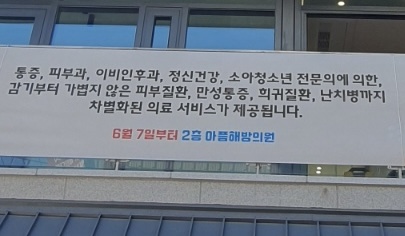 통증, 피부과, 이비인후과, 정신건강, 소아청소년 전문의에 의한,
감기부터 가볍지 않은 피부질환, 만성통증, 희귀질환, 난치병까지
차별화된 의료 서비스가 제공됩니다.
6월 7일부터 2층 아픔해방의원